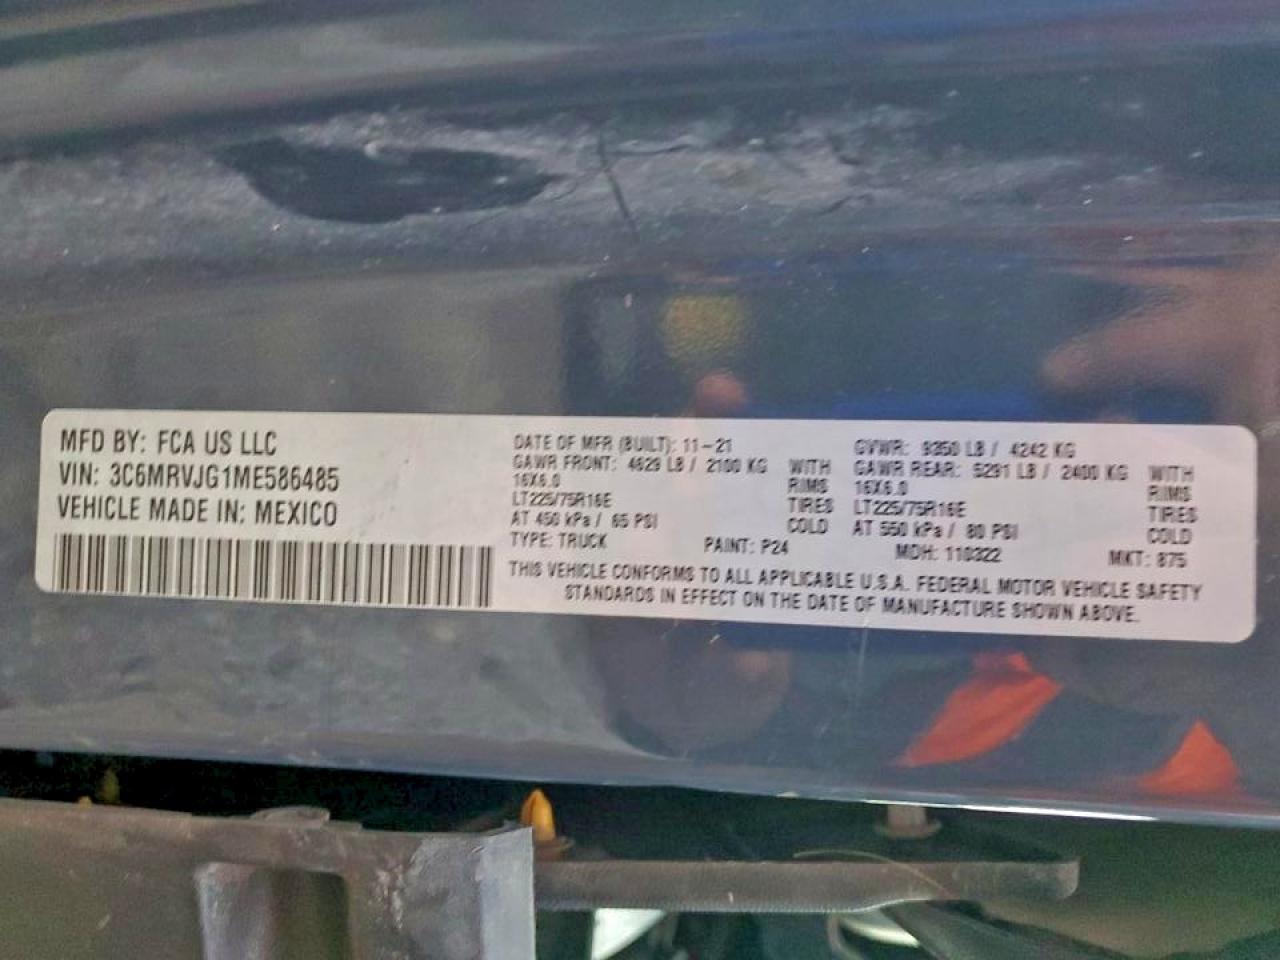 MFD BY: FCA US LLC
VIN: 3C6MRVJG1ME586485
VEHICLE MADE IN: MEXICO
DATE OF MFR (BUILT): 11-21
GAWR FRONT: 4629 LB / 2100 KG WITH
16X6.0 RIMS
LT225/75R16E TIRES
AT 450 kPa / 65 PSI COLD
TYPE: TRUCK PAINT: P24
GVWR: 9350 LB / 4242 KG
GAWR REAR: 5291 LB / 2400 KG WITH
16X6.0 RIMS
LT225/75R16E TIRES
AT 550 kPa / 80 PSI COLD
MDH: 110322 MKT: 875
THIS VEHICLE CONFORMS TO ALL APPLICABLE U.S.A. FEDERAL MOTOR VEHICLE SAFETY
STANDARDS IN EFFECT ON THE DATE OF MANUFACTURE SHOWN ABOVE.